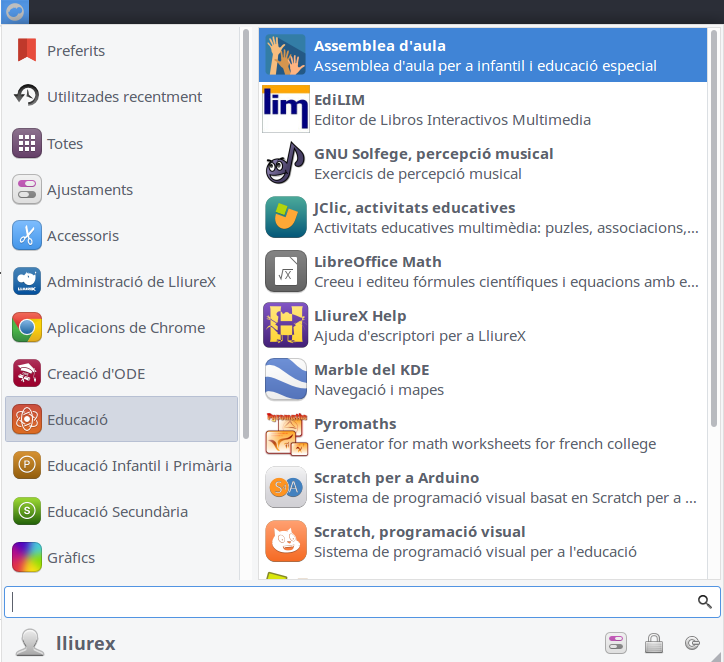 Preferits
Utilitzades recentment
Totes
Ajustaments
Accessoris
Administració de LliureX
Aplicacions de Chrome
Creació d'ODE
Educació
Educació Infantil i Primària
Educació Secundària
Gràfics
Assemblea d'aula
Assemblea d'aula per a infantil i educació especial
lim
EdiLIM
Editor de Libros Interactivos Multimedia
GNU Solfege, percepció musical
Exercicis de percepció musical
JClic, activitats educatives
Activitats educatives multimèdia: puzles, associacions,...
LibreOffice Math
Creeu i editeu fórmules científiques i equacions amb e...
LliureX Help
Ajuda d'escriptori per a LliureX
Marble del KDE
Navegació i mapes
Pyromaths
Pyromaths
Generator for math worksheets for french college
SA
Scratch per a Arduino
Sistema de programació visual basat en Scratch per a ...
Scratch, programació visual
Sistema de programació visual per a l'educació
lliurex